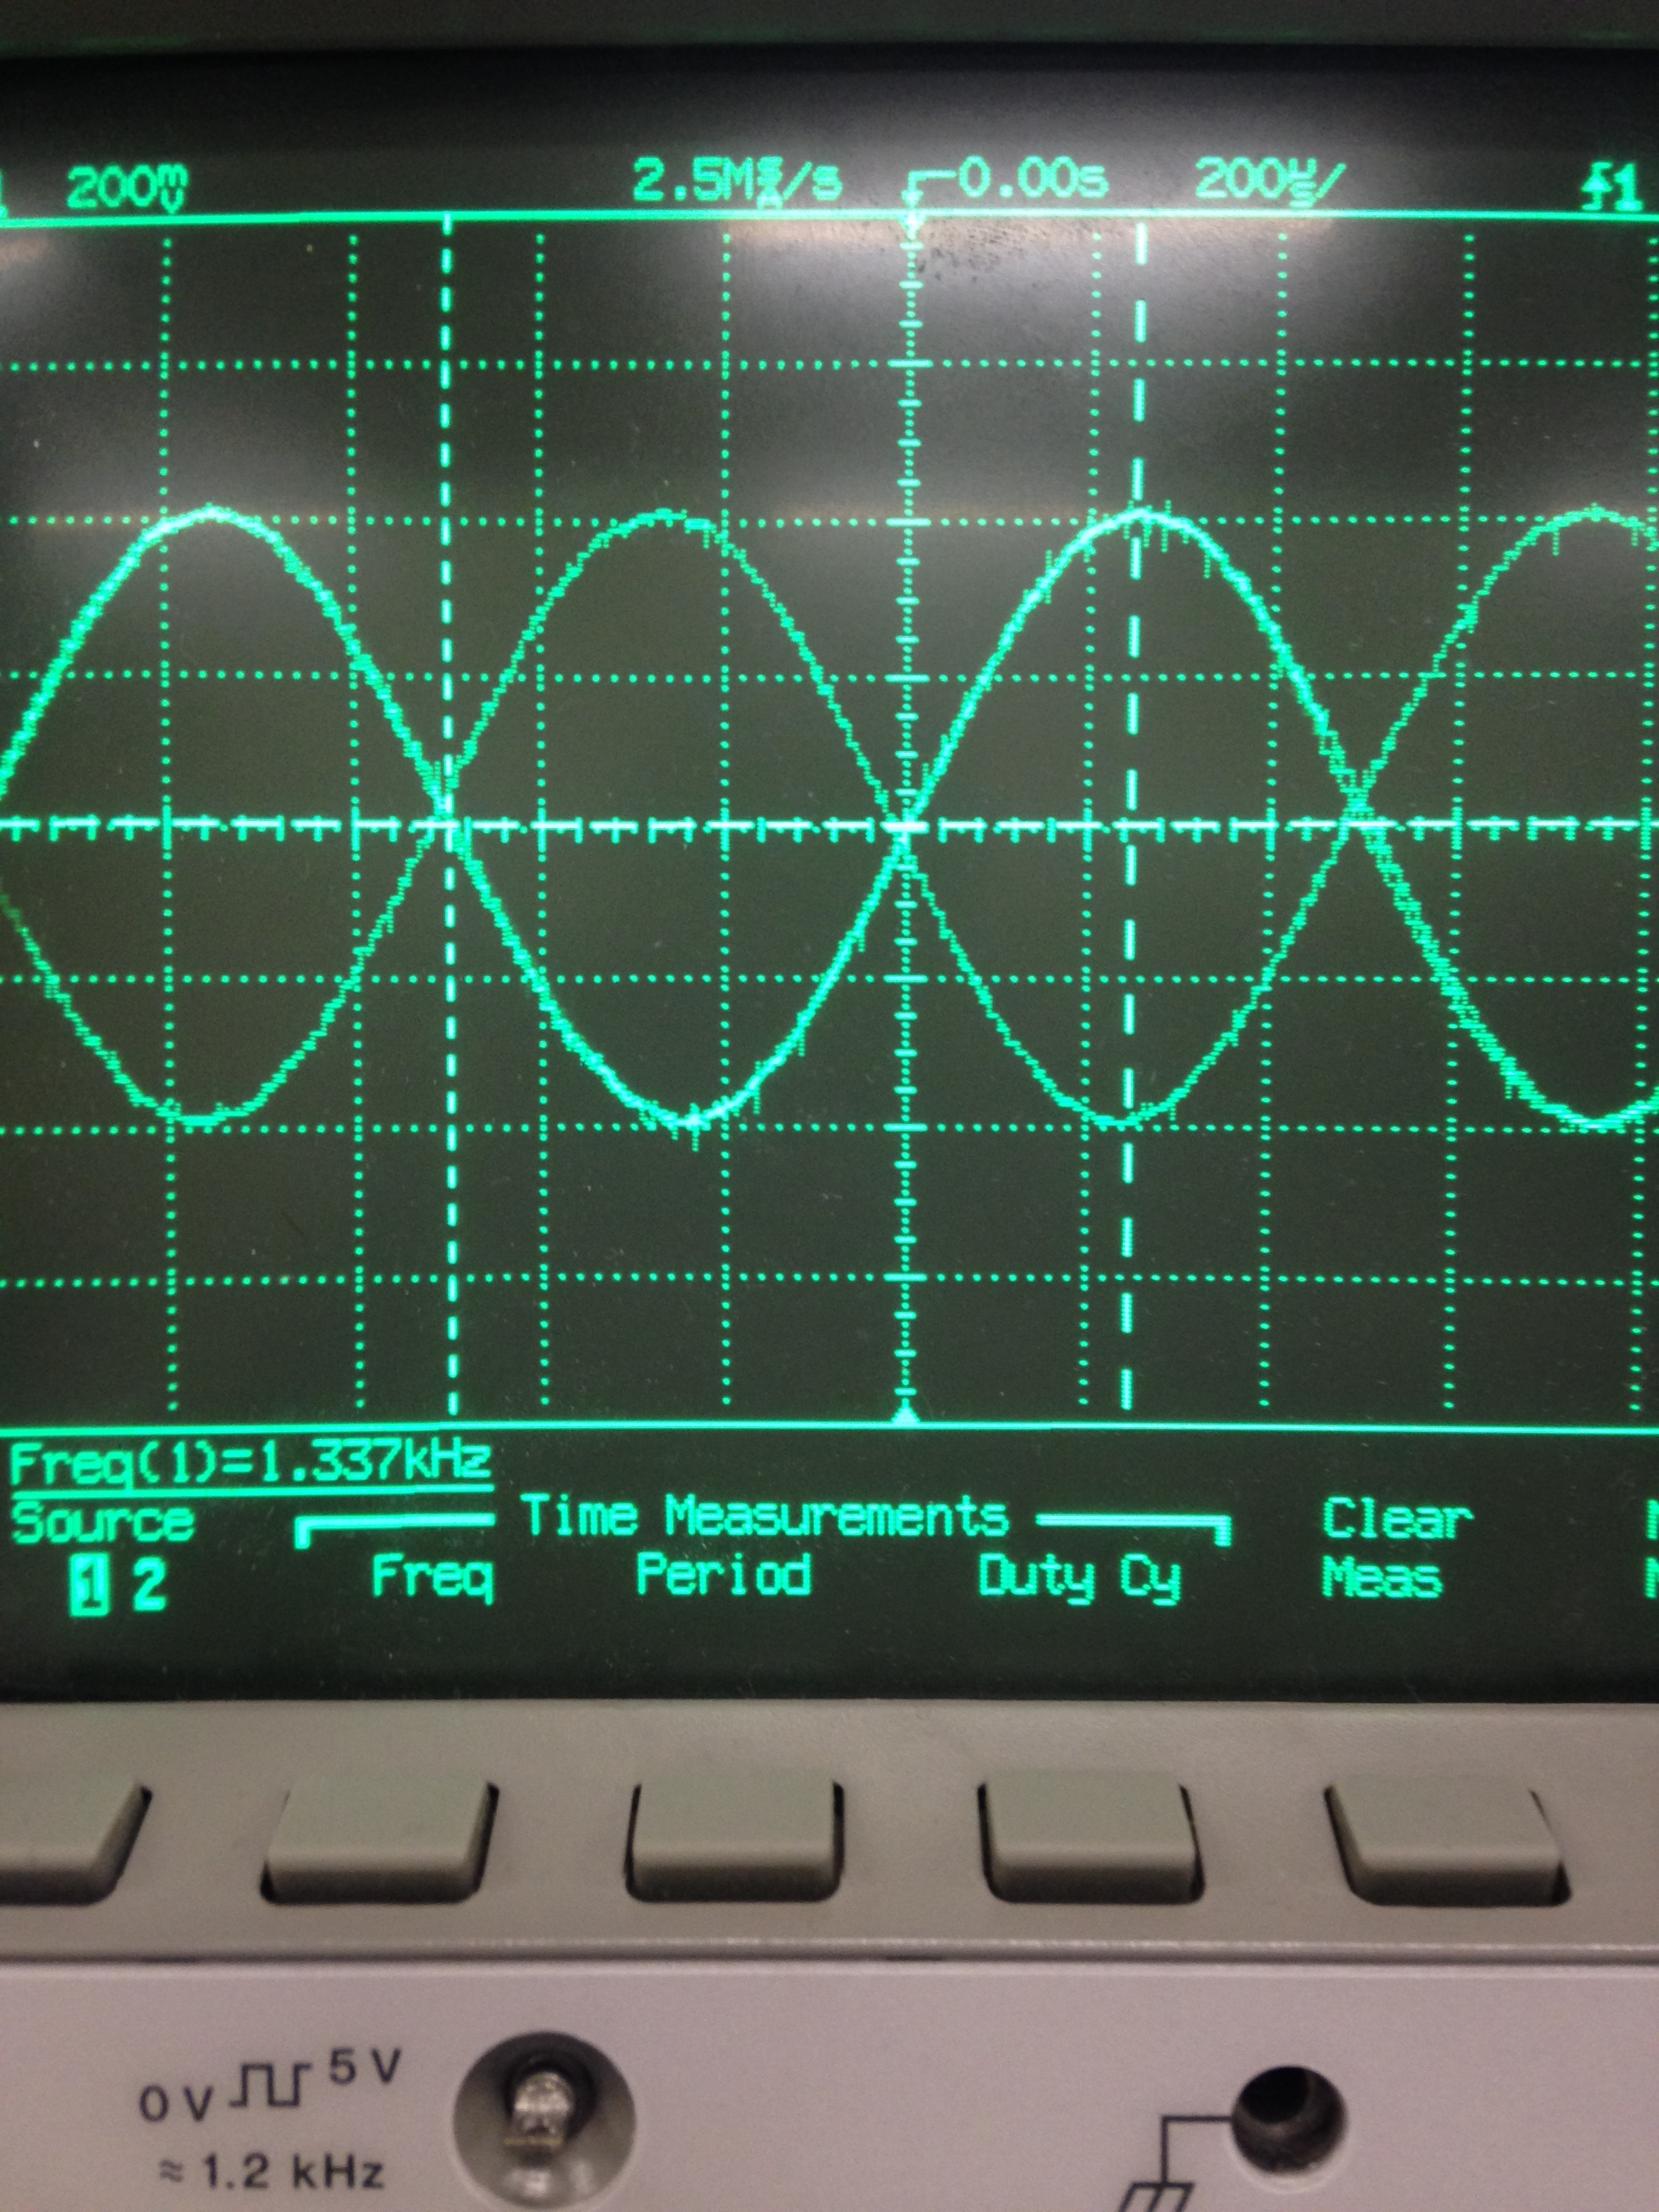 1 200mV 2.5MSA/s 0.00s 200µs/ 1
Freq(1)=1.337kHz
Source Time Measurements Clear
1 2 Freq Period Duty Cy Meas
0 V 5 V
≈ 1.2 kHz